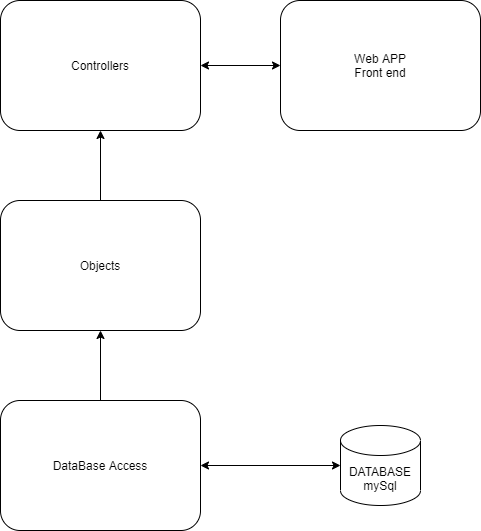 Controllers
Web APP
Front end
Objects
DataBase Access
DATABASE
mySql